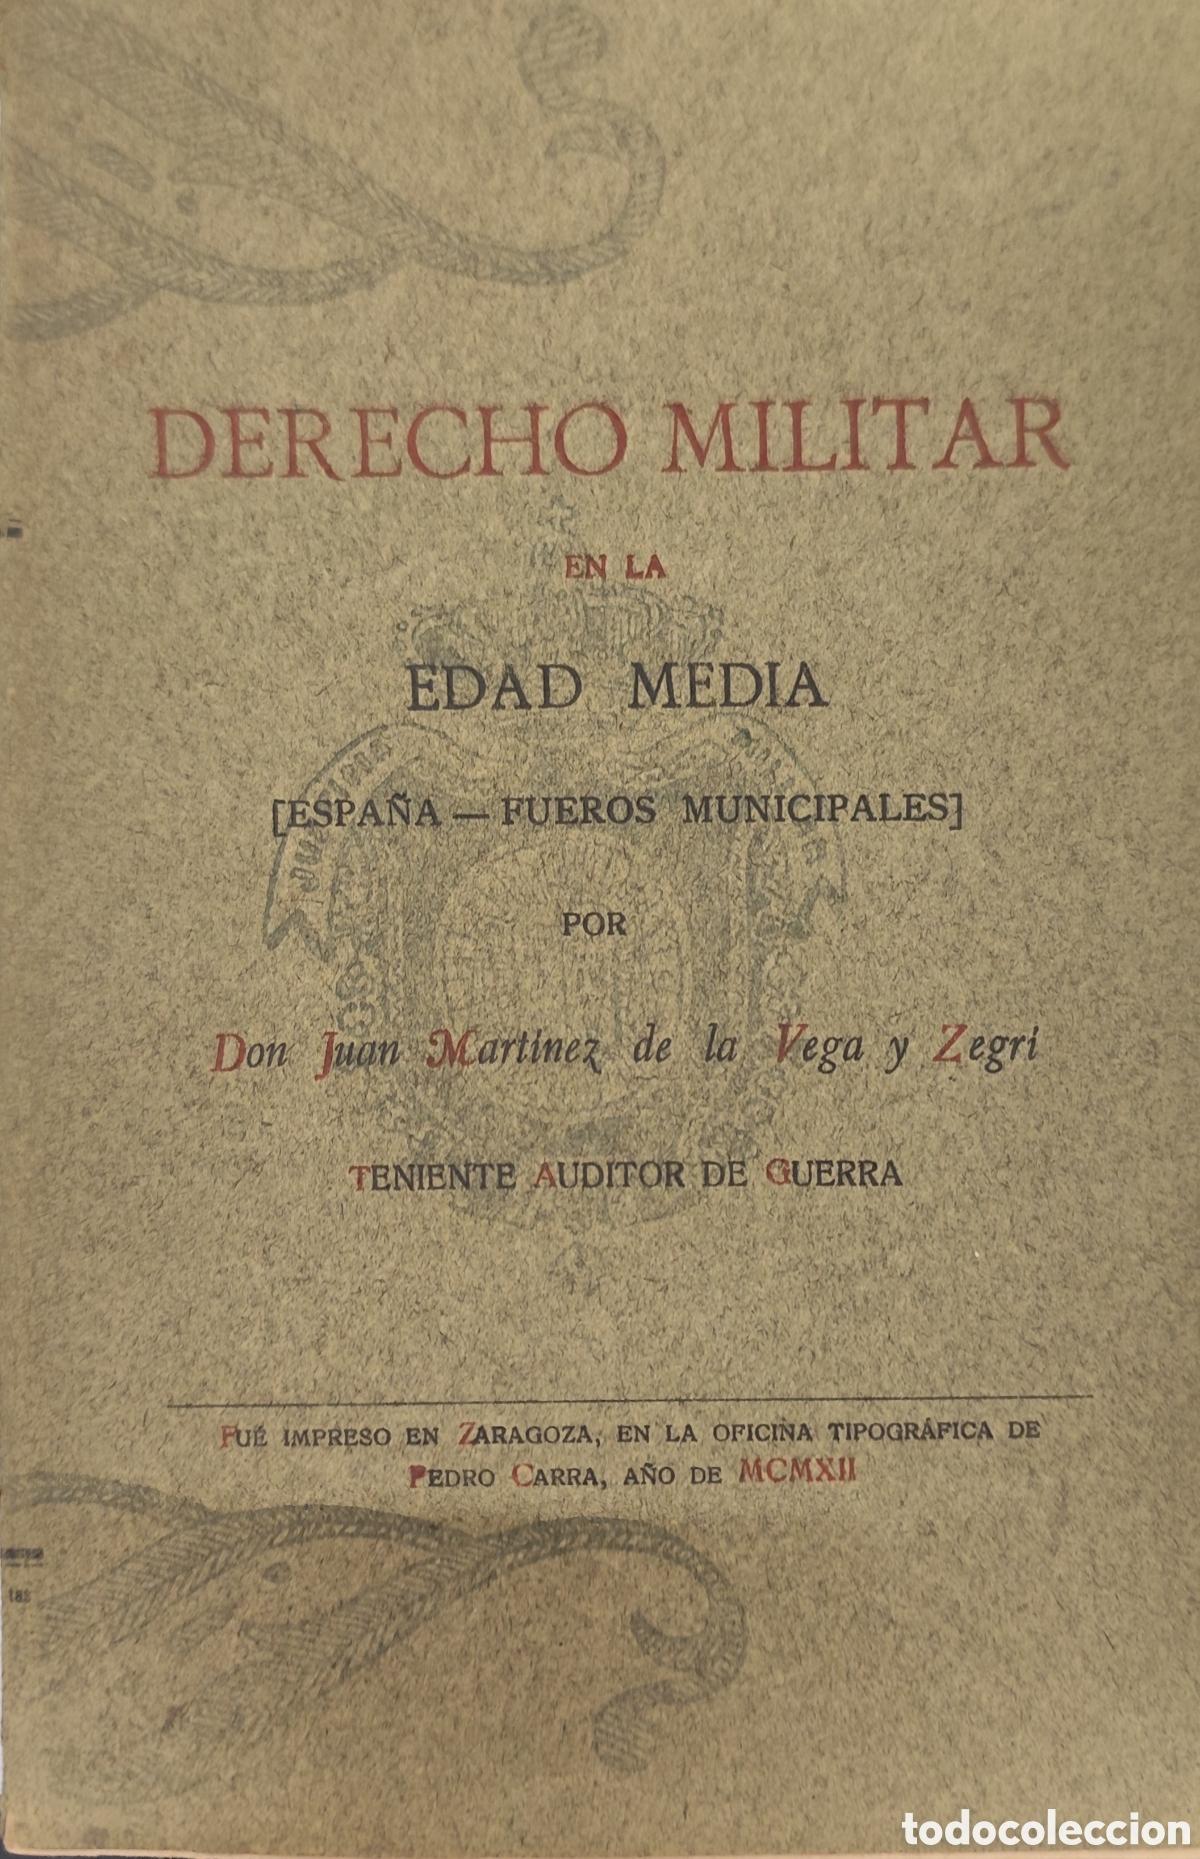 DERECHO MILITAR
EN LA
EDAD MEDIA
[ESPAÑA — FUEROS MUNICIPALES]
POR
Don Juan Martinez de la Vega y Zegrí
TENIENTE AUDITOR DE GUERRA
FUÉ IMPRESO EN ZARAGOZA, EN LA OFICINA TIPOGRÁFICA DE
PEDRO CARRA, AÑO DE MCMXII
todocoleccion